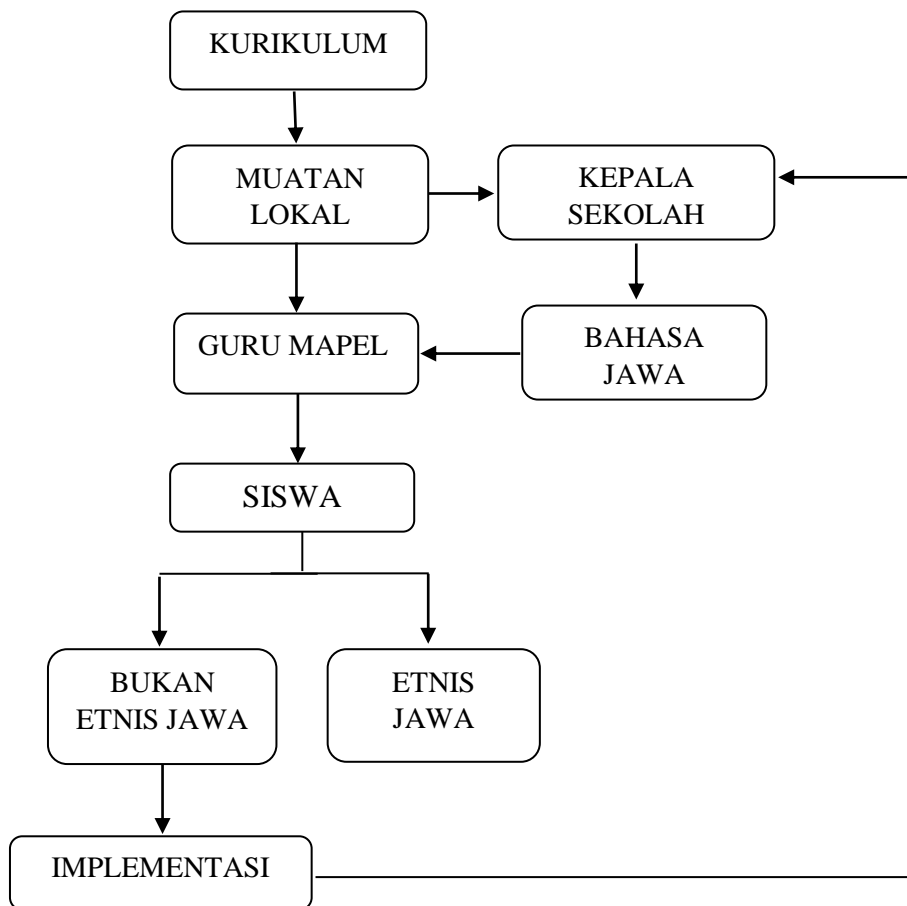 KURIKULUM
MUATAN
LOKAL
KEPALA
SEKOLAH
GURU MAPEL
BAHASA
JAWA
SISWA
BUKAN
ETNIS JAWA
ETNIS
JAWA
IMPLEMENTASI